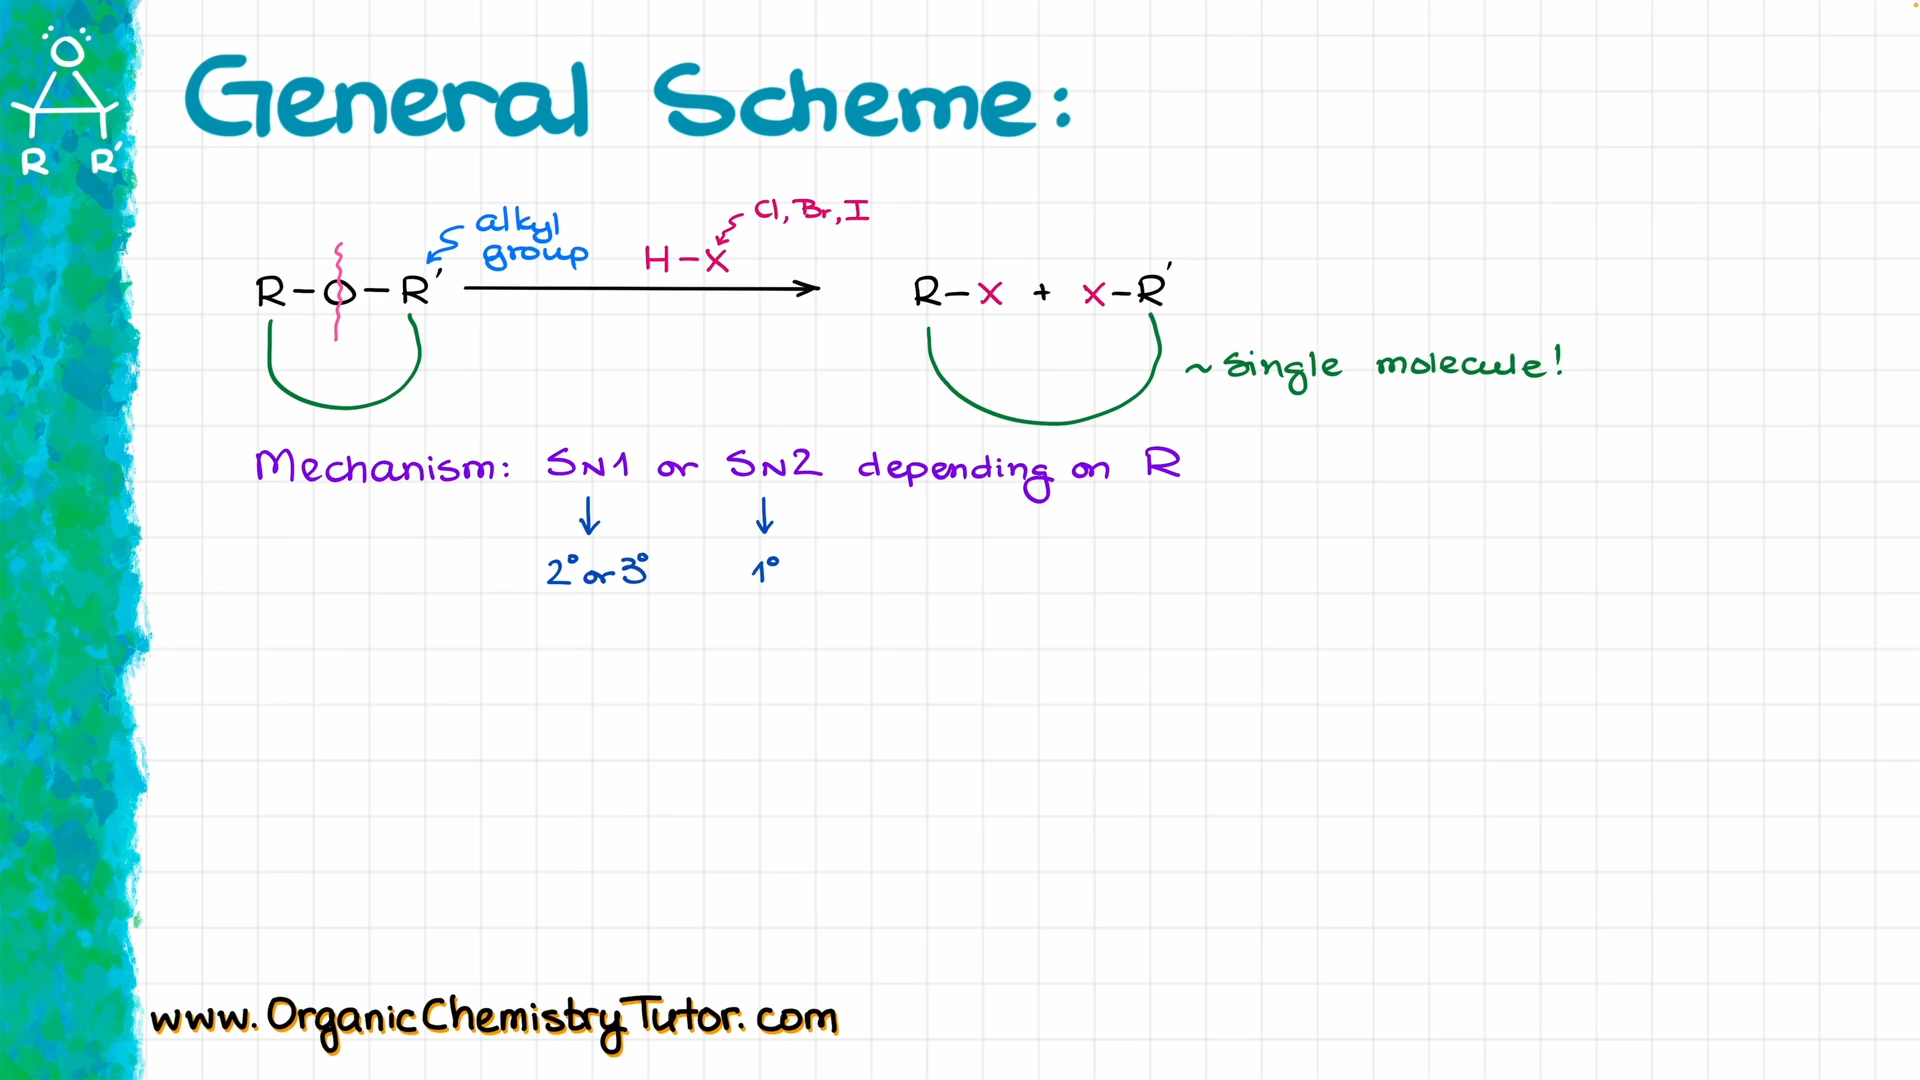 O
R R′
General Scheme:
alkyl
group
Cl, Br, I
H-X
R-O-R′
R-X + X-R′
~ single molecule!
Mechanism: SN1 or SN2 depending on R
2° or 3° 1°
www.OrganicChemistryTutor.com